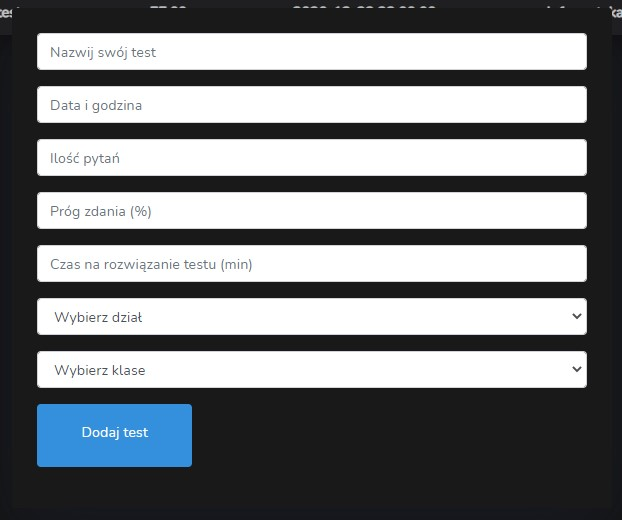 Nazwij swój test
Data i godzina
Ilość pytań
Próg zdania (%)
Czas na rozwiązanie testu (min)
Wybierz dział
Wybierz klase
Dodaj test